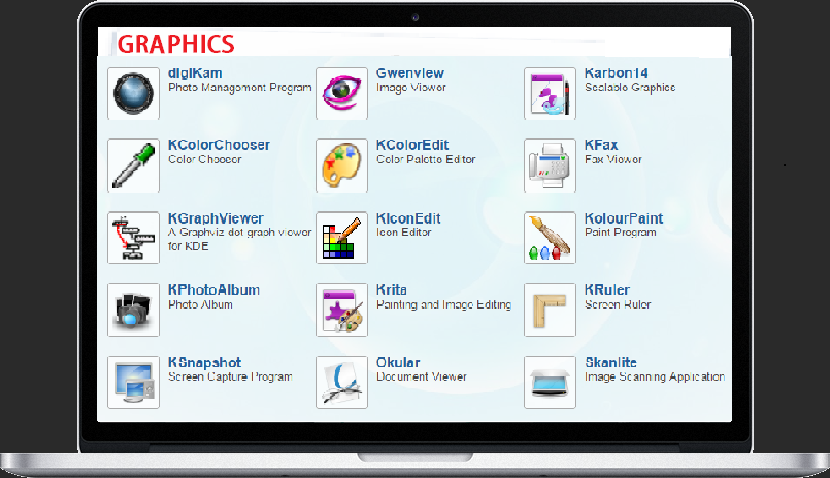 GRAPHICS
digiKam
Photo Management Program
Gwenview
Image Viewer
Karbon14
Scalable Graphics
KColorChooser
Color Chooser
KColorEdit
Color Palette Editor
KFax
Fax Viewer
KGraphViewer
A Graphviz dot graph viewer
for KDE
KIconEdit
Icon Editor
KolourPaint
Paint Program
KPhotoAlbum
Photo Album
Krita
Painting and Image Editing
KRuler
Screen Ruler
KSnapshot
Screen Capture Program
Okular
Document Viewer
Skanlite
Image Scanning Application